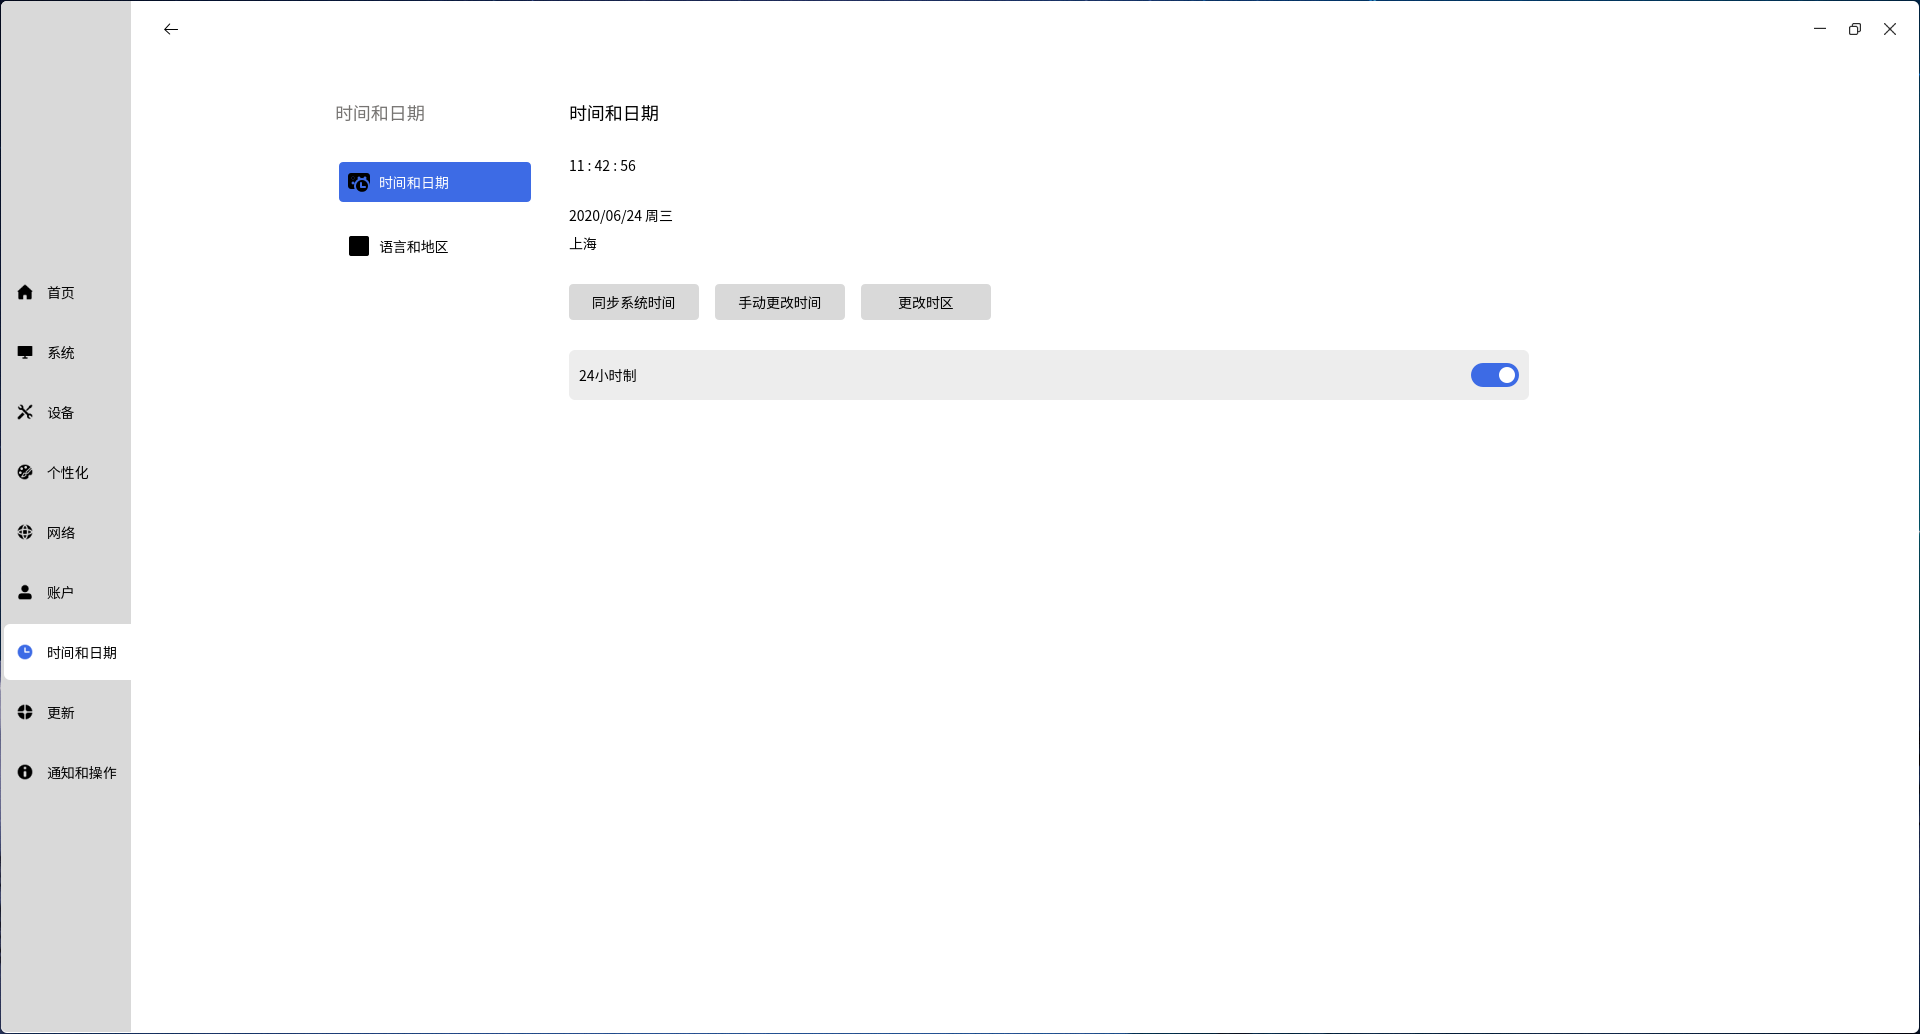 首页
系统
设备
个性化
网络
账户
时间和日期
更新
通知和操作
时间和日期
时间和日期
语言和地区
时间和日期
11 : 42 : 56
2020/06/24 周三
上海
同步系统时间
手动更改时间
更改时区
24小时制